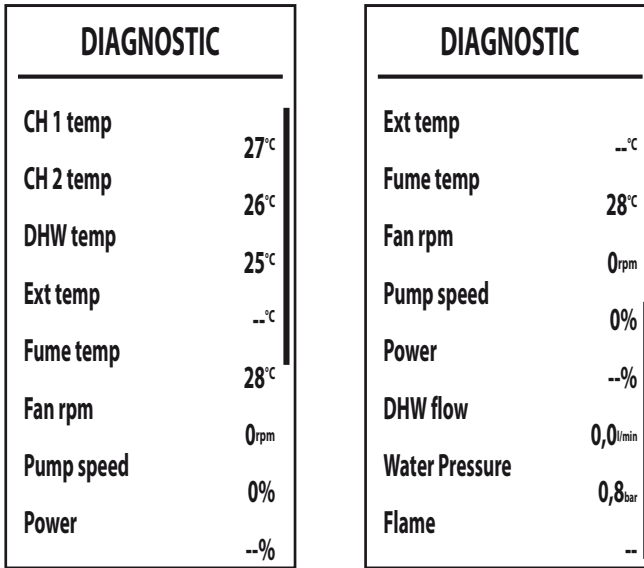 DIAGNOSTIC
CH 1 temp
27°C
CH 2 temp
26°C
DHW temp
25°C
Ext temp
--°C
Fume temp
28°C
Fan rpm
0rpm
Pump speed
0%
Power
--%
DIAGNOSTIC
Ext temp
--°C
Fume temp
28°C
Fan rpm
0rpm
Pump speed
0%
Power
--%
DHW flow
0,0l/min
Water Pressure
0,8bar
Flame
--